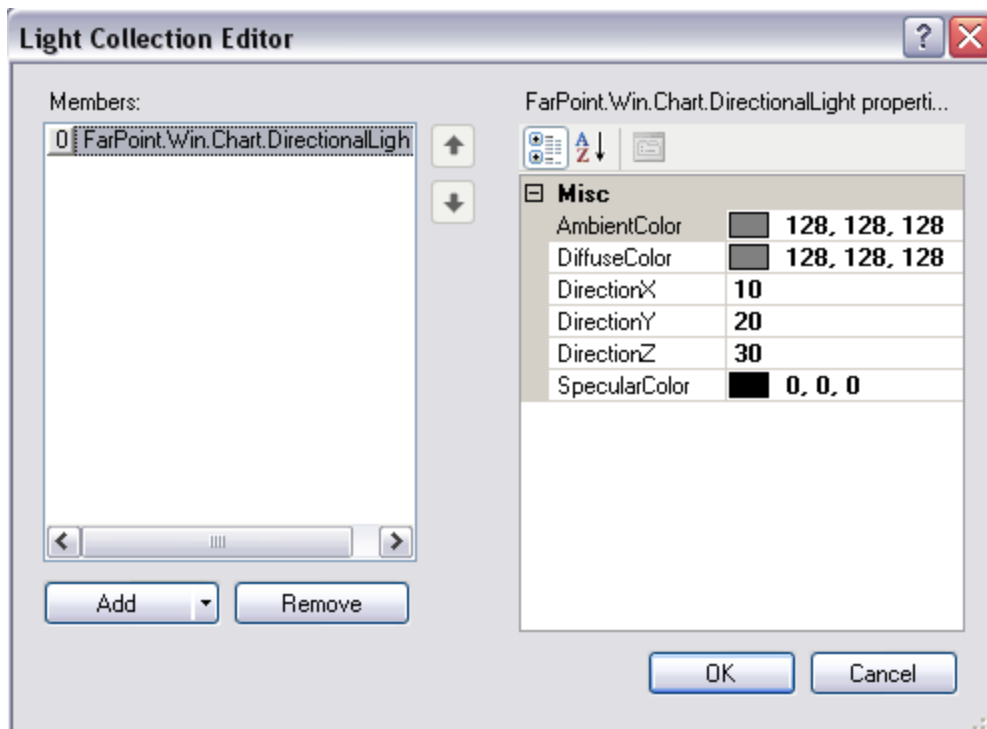 Light Collection Editor
?
Members:
0 FarPoint.Win.Chart.DirectionalLigh
Add
Remove
FarPoint.Win.Chart.DirectionalLight properti...
AZ
Misc
AmbientColor 128, 128, 128
DiffuseColor 128, 128, 128
DirectionX 10
DirectionY 20
DirectionZ 30
SpecularColor 0, 0, 0
OK
Cancel